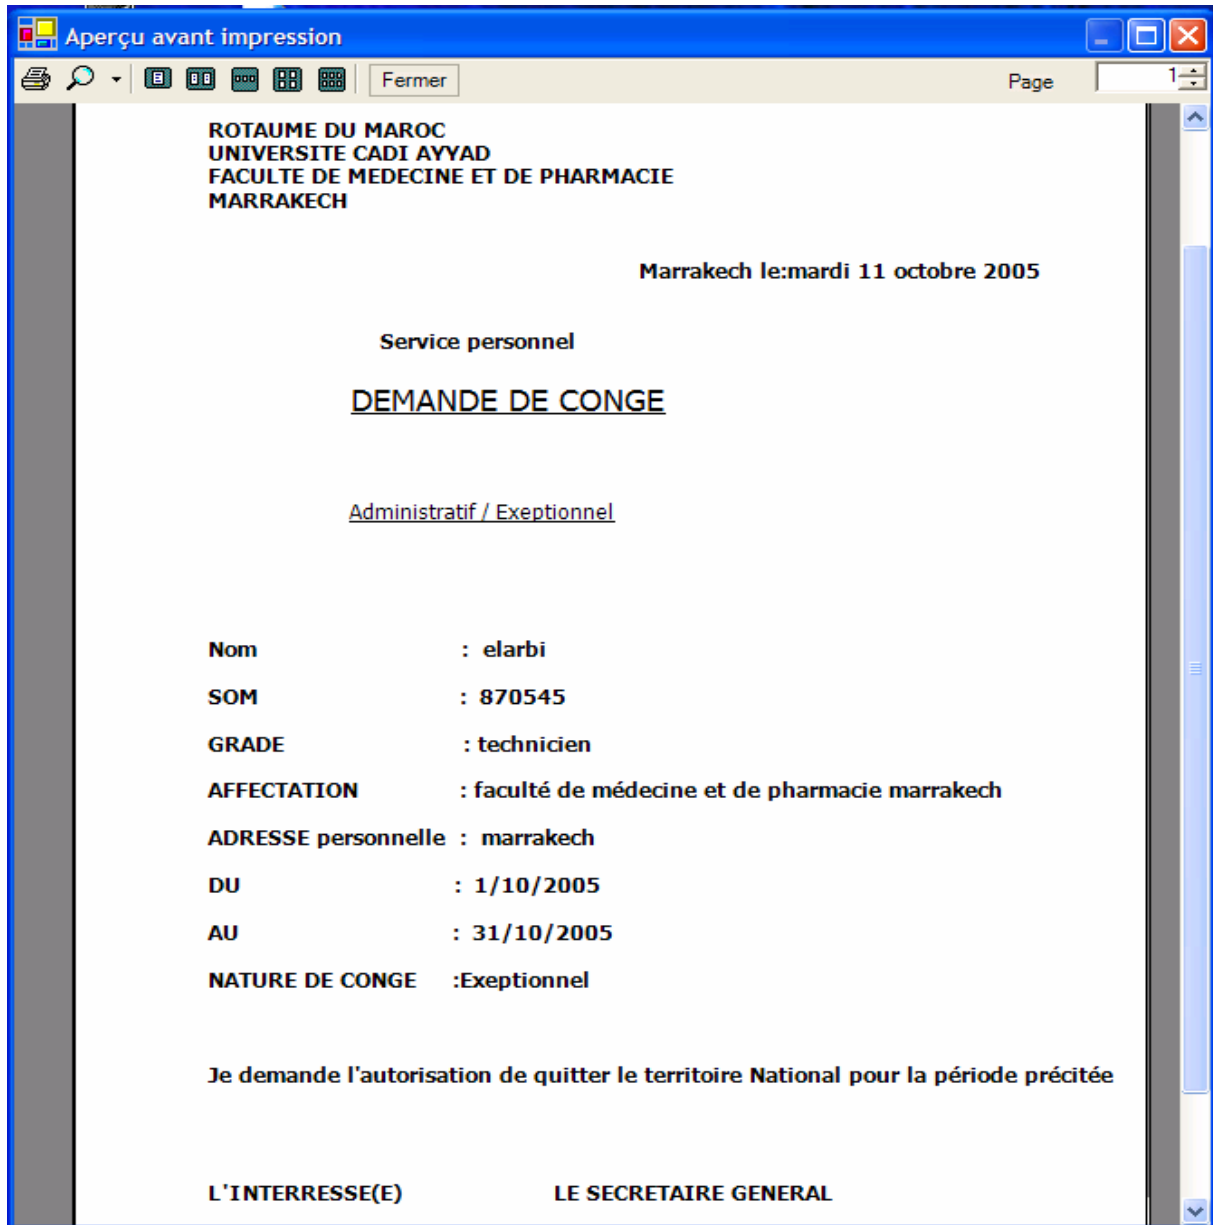 Aperçu avant impression
Fermer
Page 1
ROTAUME DU MAROC
UNIVERSITE CADI AYYAD
FACULTE DE MEDECINE ET DE PHARMACIE
MARRAKECH
Marrakech le:mardi 11 octobre 2005
Service personnel
DEMANDE DE CONGE
Administratif / Exeptionnel
Nom : elarbi
SOM : 870545
GRADE : technicien
AFFECTATION : faculté de médecine et de pharmacie marrakech
ADRESSE personnelle : marrakech
DU : 1/10/2005
AU : 31/10/2005
NATURE DE CONGE :Exeptionnel
Je demande l'autorisation de quitter le territoire National pour la période précitée
L'INTERRESSE(E) LE SECRETAIRE GENERAL